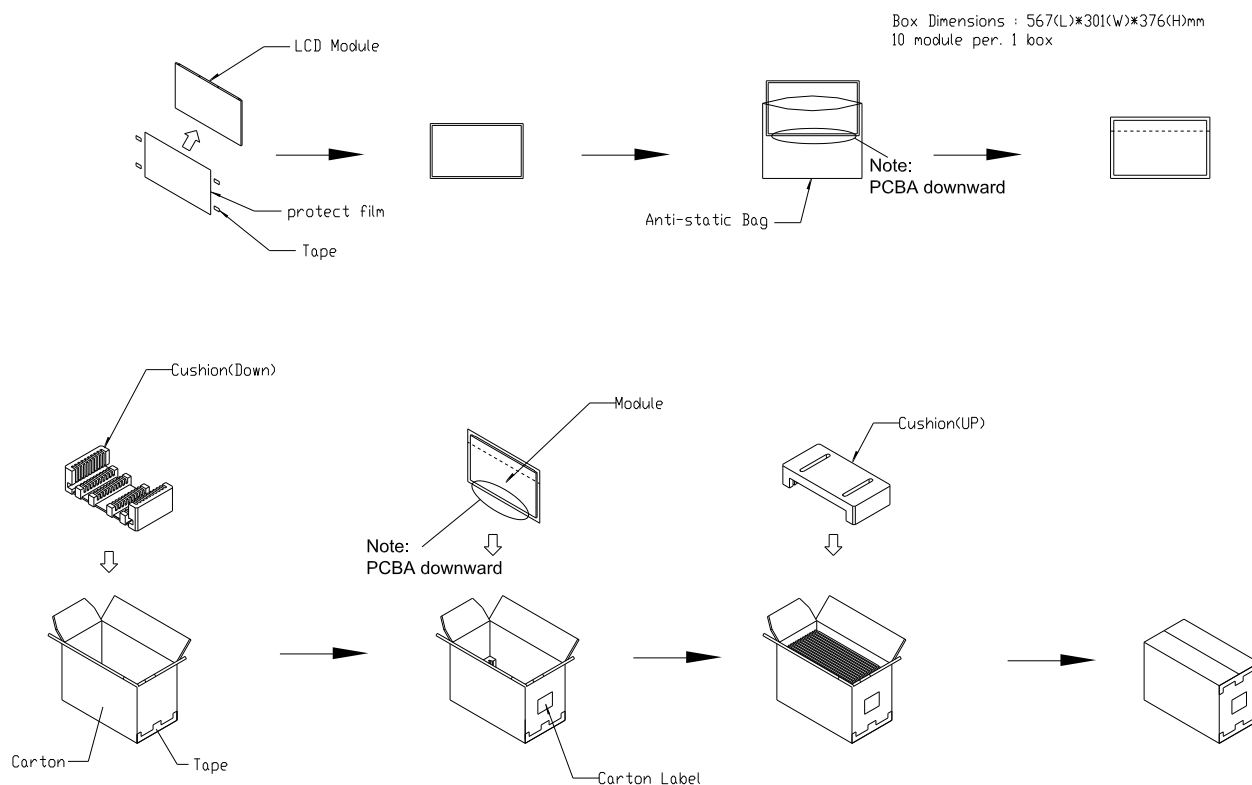 Box Dimensions : 567(L)*301(W)*376(H)mm
10 module per. 1 box
LCD Module
protect film
Tape
Note:
PCBA downward
Anti-static Bag
Cushion(Down)
Module
Cushion(UP)
Note:
PCBA downward
Carton
Tape
Carton Label